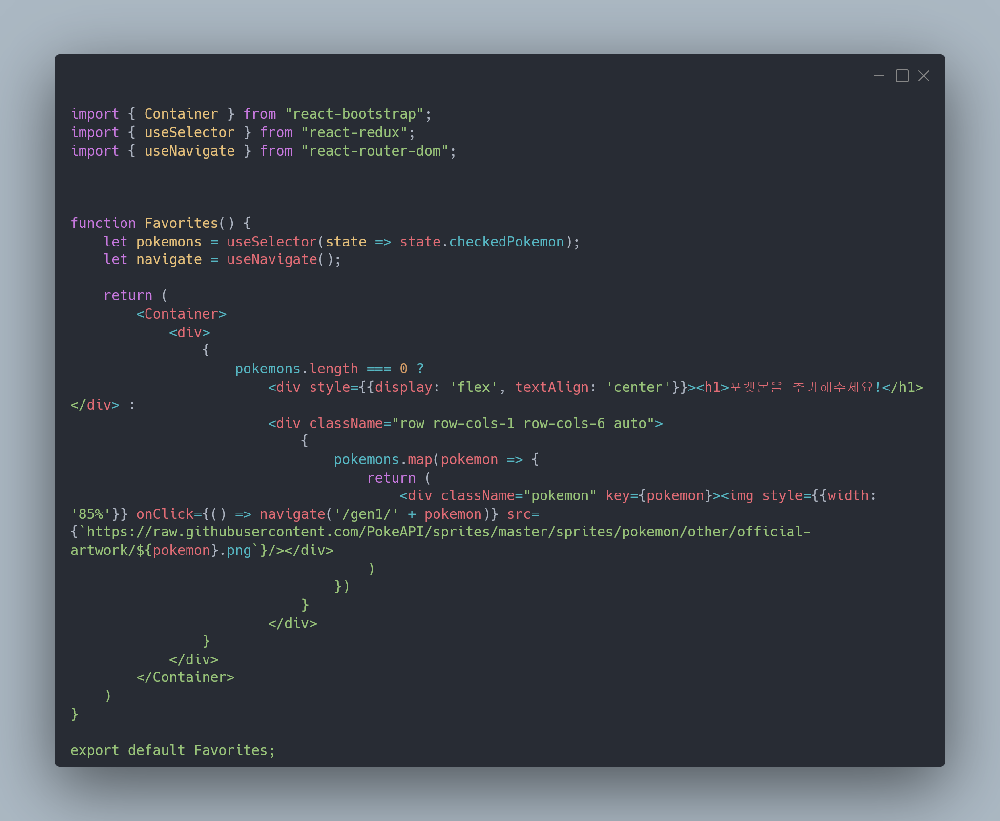 import { Container } from "react-bootstrap";
import { useSelector } from "react-redux";
import { useNavigate } from "react-router-dom";
function Favorites() {
    let pokemons = useSelector(state => state.checkedPokemon);
    let navigate = useNavigate();
    return (
        <Container>
            <div>
                {
                    pokemons.length === 0 ?
                        <div style={{display: 'flex', textAlign: 'center'}}><h1>포켓몬을 추가해주세요!</h1>
</div> :
                        <div className="row row-cols-1 row-cols-6 auto">
                            {
                                pokemons.map(pokemon => {
                                    return (
                                        <div className="pokemon" key={pokemon}><img style={{width:
'85%'}} onClick={() => navigate('/gen1/' + pokemon)} src=
{`https://raw.githubusercontent.com/PokeAPI/sprites/master/sprites/pokemon/other/official-
artwork/${pokemon}.png`}/></div>
                                    )
                                })
                            }
                        </div>
                }
            </div>
        </Container>
    )
}
export default Favorites;